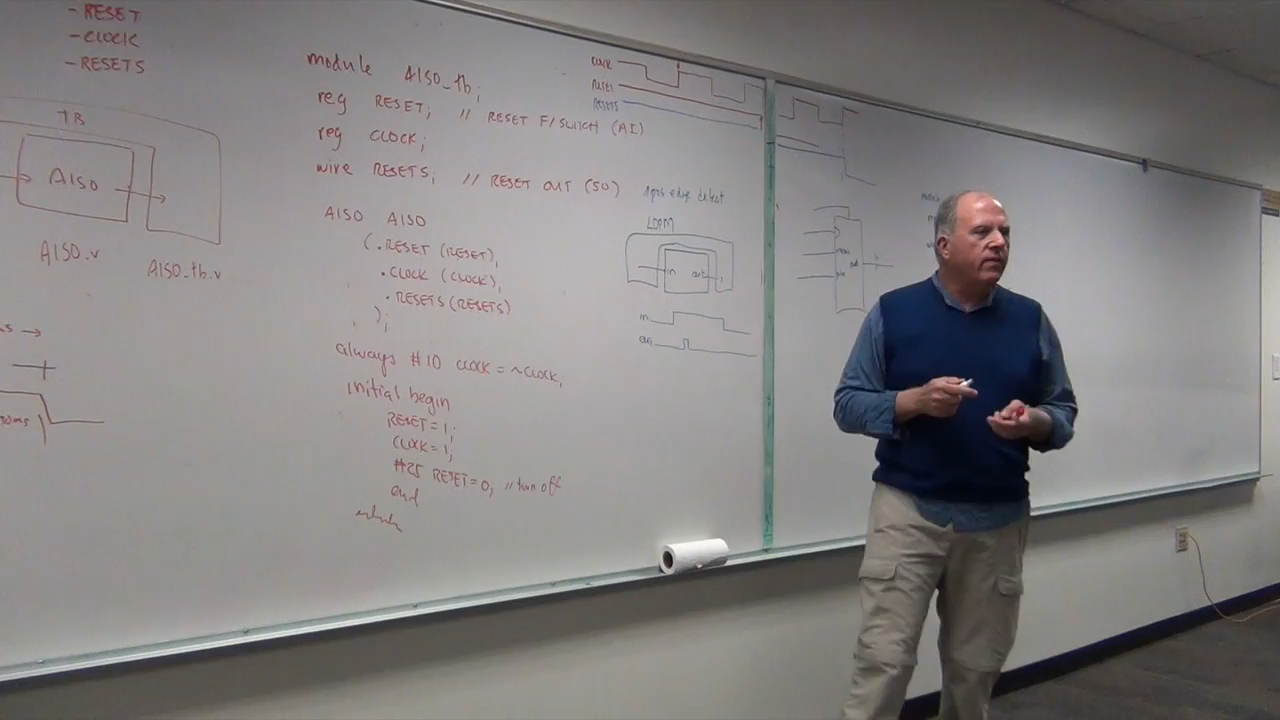 - RESET
- CLOCK
- RESETS
TB
AISO
AISO.v
AISO_tb.v
module AISO_tb;
reg RESET; // RESET F/SWITCH (AI)
reg CLOCK;
wire RESETS; // RESET OUT (SO)
AISO AISO
( .RESET (RESET),
.CLOCK (CLOCK),
.RESETS (RESETS)
);
always #10 CLOCK = ~CLOCK;
initial begin
RESET = 1;
CLOCK = 1;
#25 RESET = 0; // turn off
end
CLOCK
RESET
RESETS
edge detect
in
out
in
out